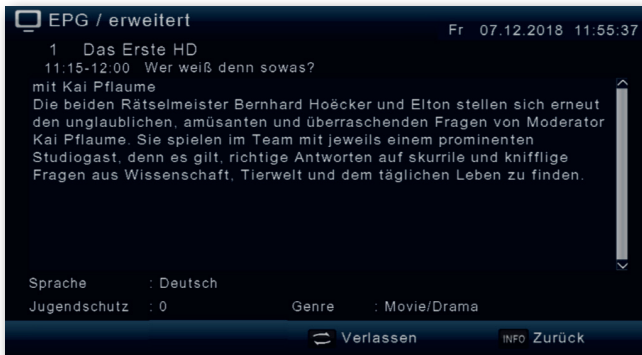 EPG / erweitert
Fr 07.12.2018 11:55:37
1 Das Erste HD
11:15-12:00 Wer weiß denn sowas?
mit Kai Pflaume
Die beiden Rätselmeister Bernhard Hoëcker und Elton stellen sich erneut
den unglaublichen, amüsanten und überraschenden Fragen von Moderator
Kai Pflaume. Sie spielen im Team mit jeweils einem prominenten
Studiogast, denn es gilt, richtige Antworten auf skurrile und knifflige
Fragen aus Wissenschaft, Tierwelt und dem täglichen Leben zu finden.
Sprache : Deutsch
Jugendschutz : 0 Genre : Movie/Drama
Verlassen INFO Zurück